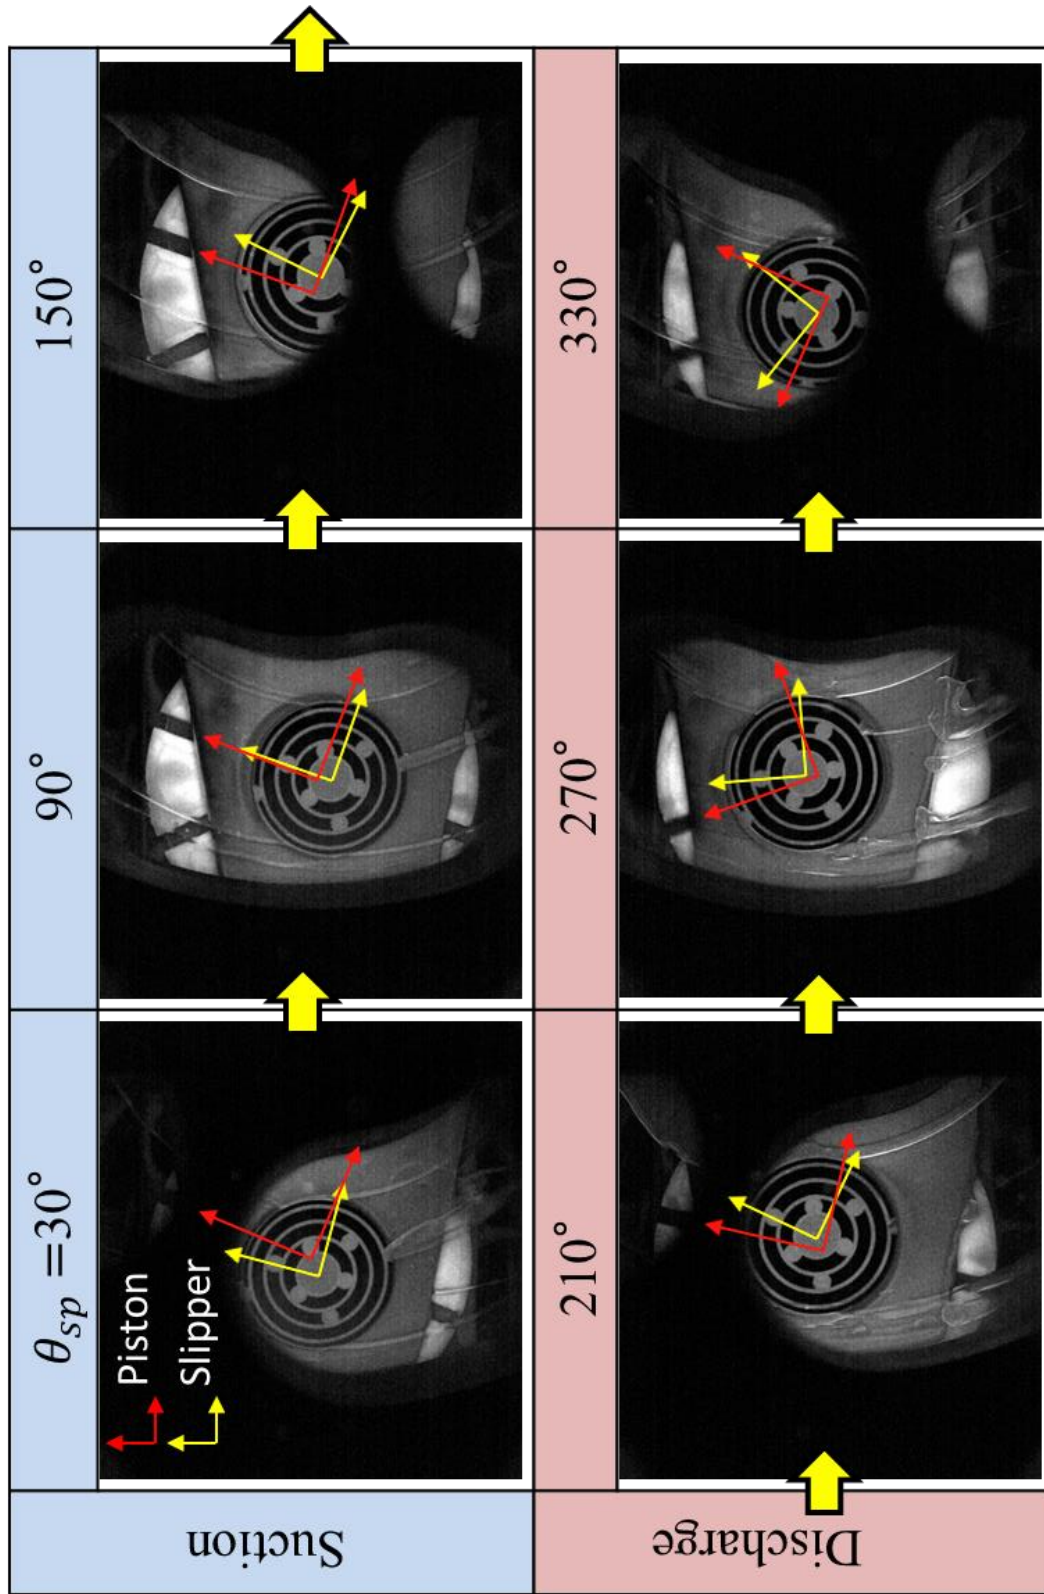 θsp =30°
90°
150°
Piston
Slipper
Suction
210°
270°
330°
Discharge